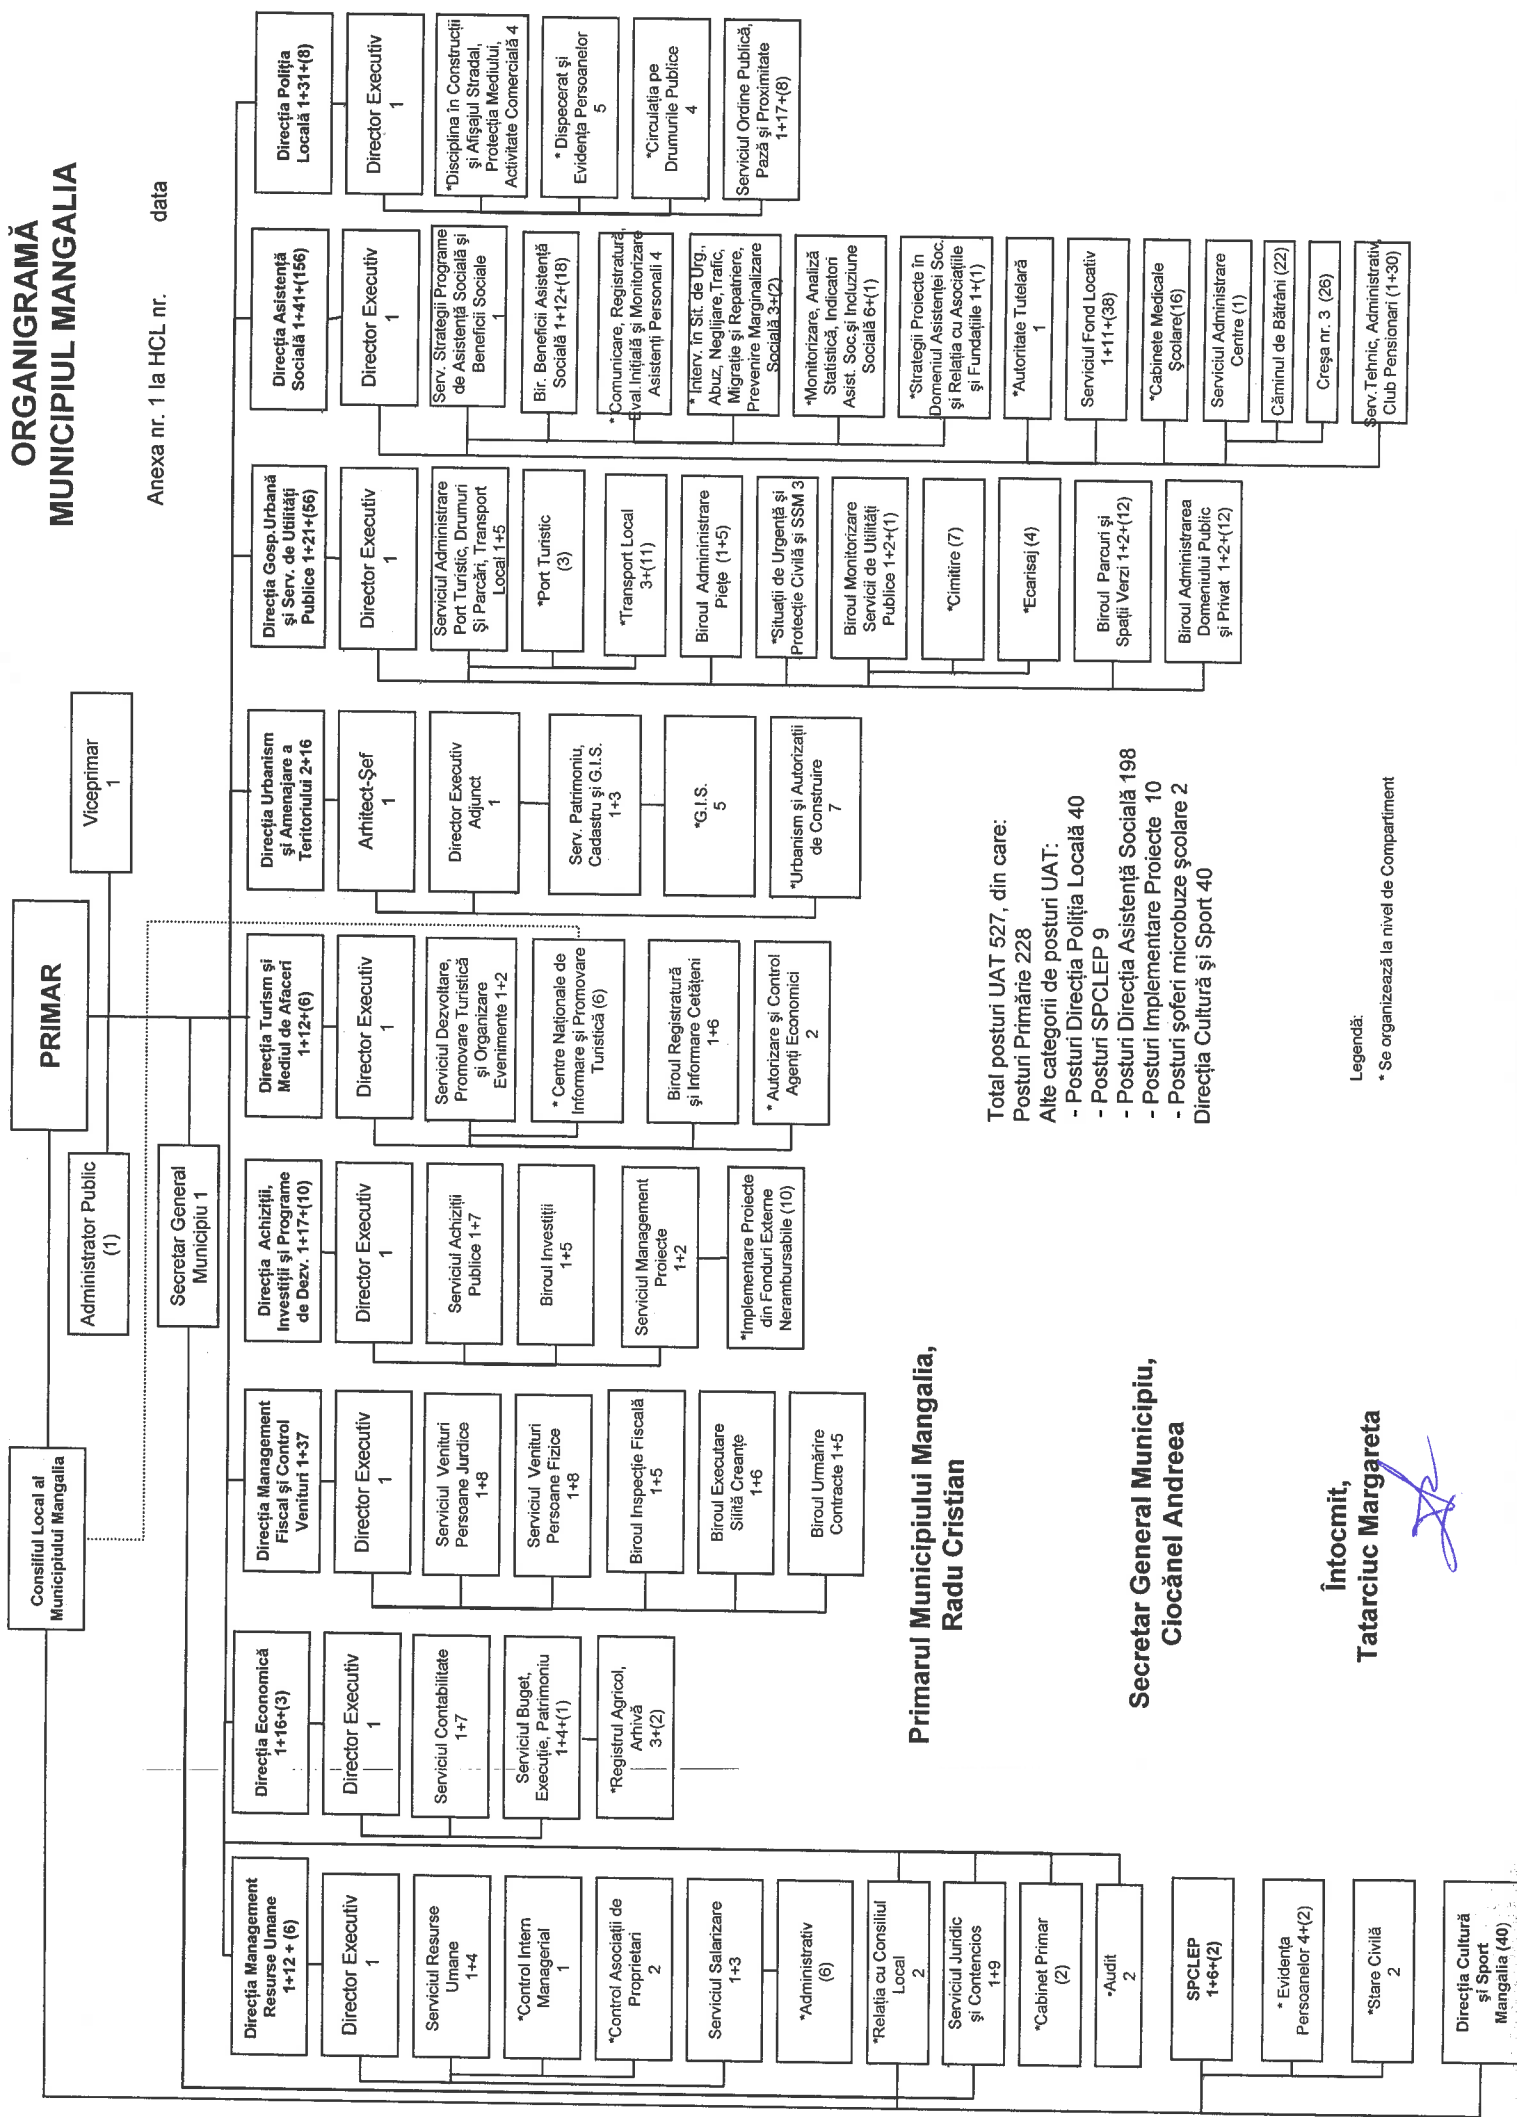 ORGANIGRAMĂ
MUNICIPIUL MANGALIA
Anexa nr. 1 la HCL nr. data
Consiliul Local al
Municipiului Mangalia
PRIMAR
Viceprimar
1
Administrator Public
(1)
Secretar General
Municipiu 1
Direcția Management
Resurse Umane
1+12 + (6)
Director Executiv
1
Serviciul Resurse
Umane
1+4
*Control Intern
Managerial
1
*Control Asociații de
Proprietari
2
Serviciul Salarizare
1+3
*Administrativ
(6)
*Relația cu Consiliul
Local
2
Serviciul Juridic
și Contencios
1+9
*Cabinet Primar
(2)
*Audit
2
SPCLEP
1+6+(2)
* Evidența
Persoanelor 4+(2)
*Stare Civilă
2
Direcția Cultură
și Sport
Mangalia (40)
Direcția Economică
1+16+(3)
Director Executiv
1
Serviciul Contabilitate
1+7
Serviciul Buget,
Execuție, Patrimoniu
1+4+(1)
*Registrul Agricol,
Arhivă
3+(2)
Direcția Management
Fiscal și Control
Venituri 1+37
Director Executiv
1
Serviciul Venituri
Persoane Jurdice
1+8
Serviciul Venituri
Persoane Fizice
1+8
Biroul Inspecție Fiscală
1+5
Biroul Executare
Silită Creanțe
1+6
Biroul Urmărire
Contracte 1+5
Direcția Achiziții,
Investiții și Programe
de Dezv. 1+17+(10)
Director Executiv
1
Serviciul Achiziții
Publice 1+7
Biroul Investiții
1+5
Serviciul Management
Proiecte
1+2
*Implementare Proiecte
din Fonduri Externe
Nerambursabile (10)
Direcția Turism și
Mediul de Afaceri
1+12+(6)
Director Executiv
1
Serviciul Dezvoltare,
Promovare Turistică
și Organizare
Evenimente 1+2
* Centre Naționale de
Informare și Promovare
Turistică (6)
Biroul Registratură
și Informare Cetățeni
1+6
* Autorizare și Control
Agenți Economici
2
Direcția Urbanism
și Amenajare a
Teritoriului 2+16
Arhitect-Șef
1
Director Executiv
Adjunct
1
Serv. Patrimoniu,
Cadastru și G.I.S.
1+3
*G.I.S.
5
*Urbanism și Autorizații
de Construire
7
Direcția Gosp.Urbană
și Serv. de Utilități
Publice 1+21+(56)
Director Executiv
1
Serviciul Administrare
Port Turistic, Drumuri
Și Parcări, Transport
Local 1+5
*Port Turistic
(3)
*Transport Local
3+(11)
Biroul Admininistrare
Piețe (1+5)
*Situații de Urgență și
Protecție Civilă și SSM 3
Biroul Monitorizare
Servicii de Utilități
Publice 1+2+(1)
*Cimitire (7)
*Ecarisaj (4)
Biroul Parcuri și
Spații Verzi 1+2+(12)
Biroul Administrarea
Domeniului Public
și Privat 1+2+(12)
Direcția Asistență
Socială 1+41+(156)
Director Executiv
1
Serv. Strategii Programe
de Asistență Socială și
Beneficii Sociale
1
Bir. Beneficii Asistență
Socială 1+12+(18)
*Comunicare, Registratură,
Eval.Inițială și Monitorizare
Asistenți Personali 4
* Interv. în Sit. de Urg.,
Abuz, Neglijare,Trafic,
Migrație și Repatriere,
Prevenire Marginalizare
Socială 3+(2)
*Monitorizare, Analiză
Statistică, Indicatori
Asist. Soc.și Incluziune
Socială 6+(1)
*Strategii Proiecte în
Domeniul Asistenței Soc.
și Relația cu Asociațiile
și Fundațiile 1+(1)
*Autoritate Tutelară
1
Serviciul Fond Locativ
1+11+(38)
*Cabinete Medicale
Școlare(16)
Serviciul Administrare
Centre (1)
Căminul de Bătrâni (22)
Creșa nr. 3 (26)
Serv.Tehnic, Administrativ,
Club Pensionari (1+30)
Direcția Poliția
Locală 1+31+(8)
Director Executiv
1
*Disciplina în Construcții
și Afișajul Stradal,
Protecția Mediului,
Activitate Comercială 4
* Dispecerat și
Evidența Persoanelor
5
*Circulația pe
Drumurile Publice
4
Serviciul Ordine Publică,
Pază și Proximitate
1+17+(8)
Total posturi UAT 527, din care:
Posturi Primărie 228
Alte categorii de posturi UAT:
- Posturi Direcția Poliția Locală 40
- Posturi SPCLEP 9
- Posturi Direcția Asistență Socială 198
- Posturi Implementare Proiecte 10
- Posturi șoferi microbuze școlare 2
Direcția Cultură și Sport 40
Legendă:
* Se organizează la nivel de Compartiment
Primarul Municipiului Mangalia,
Radu Cristian
Secretar General Municipiu,
Ciocănel Andreea
Întocmit,
Tatarciuc Margareta